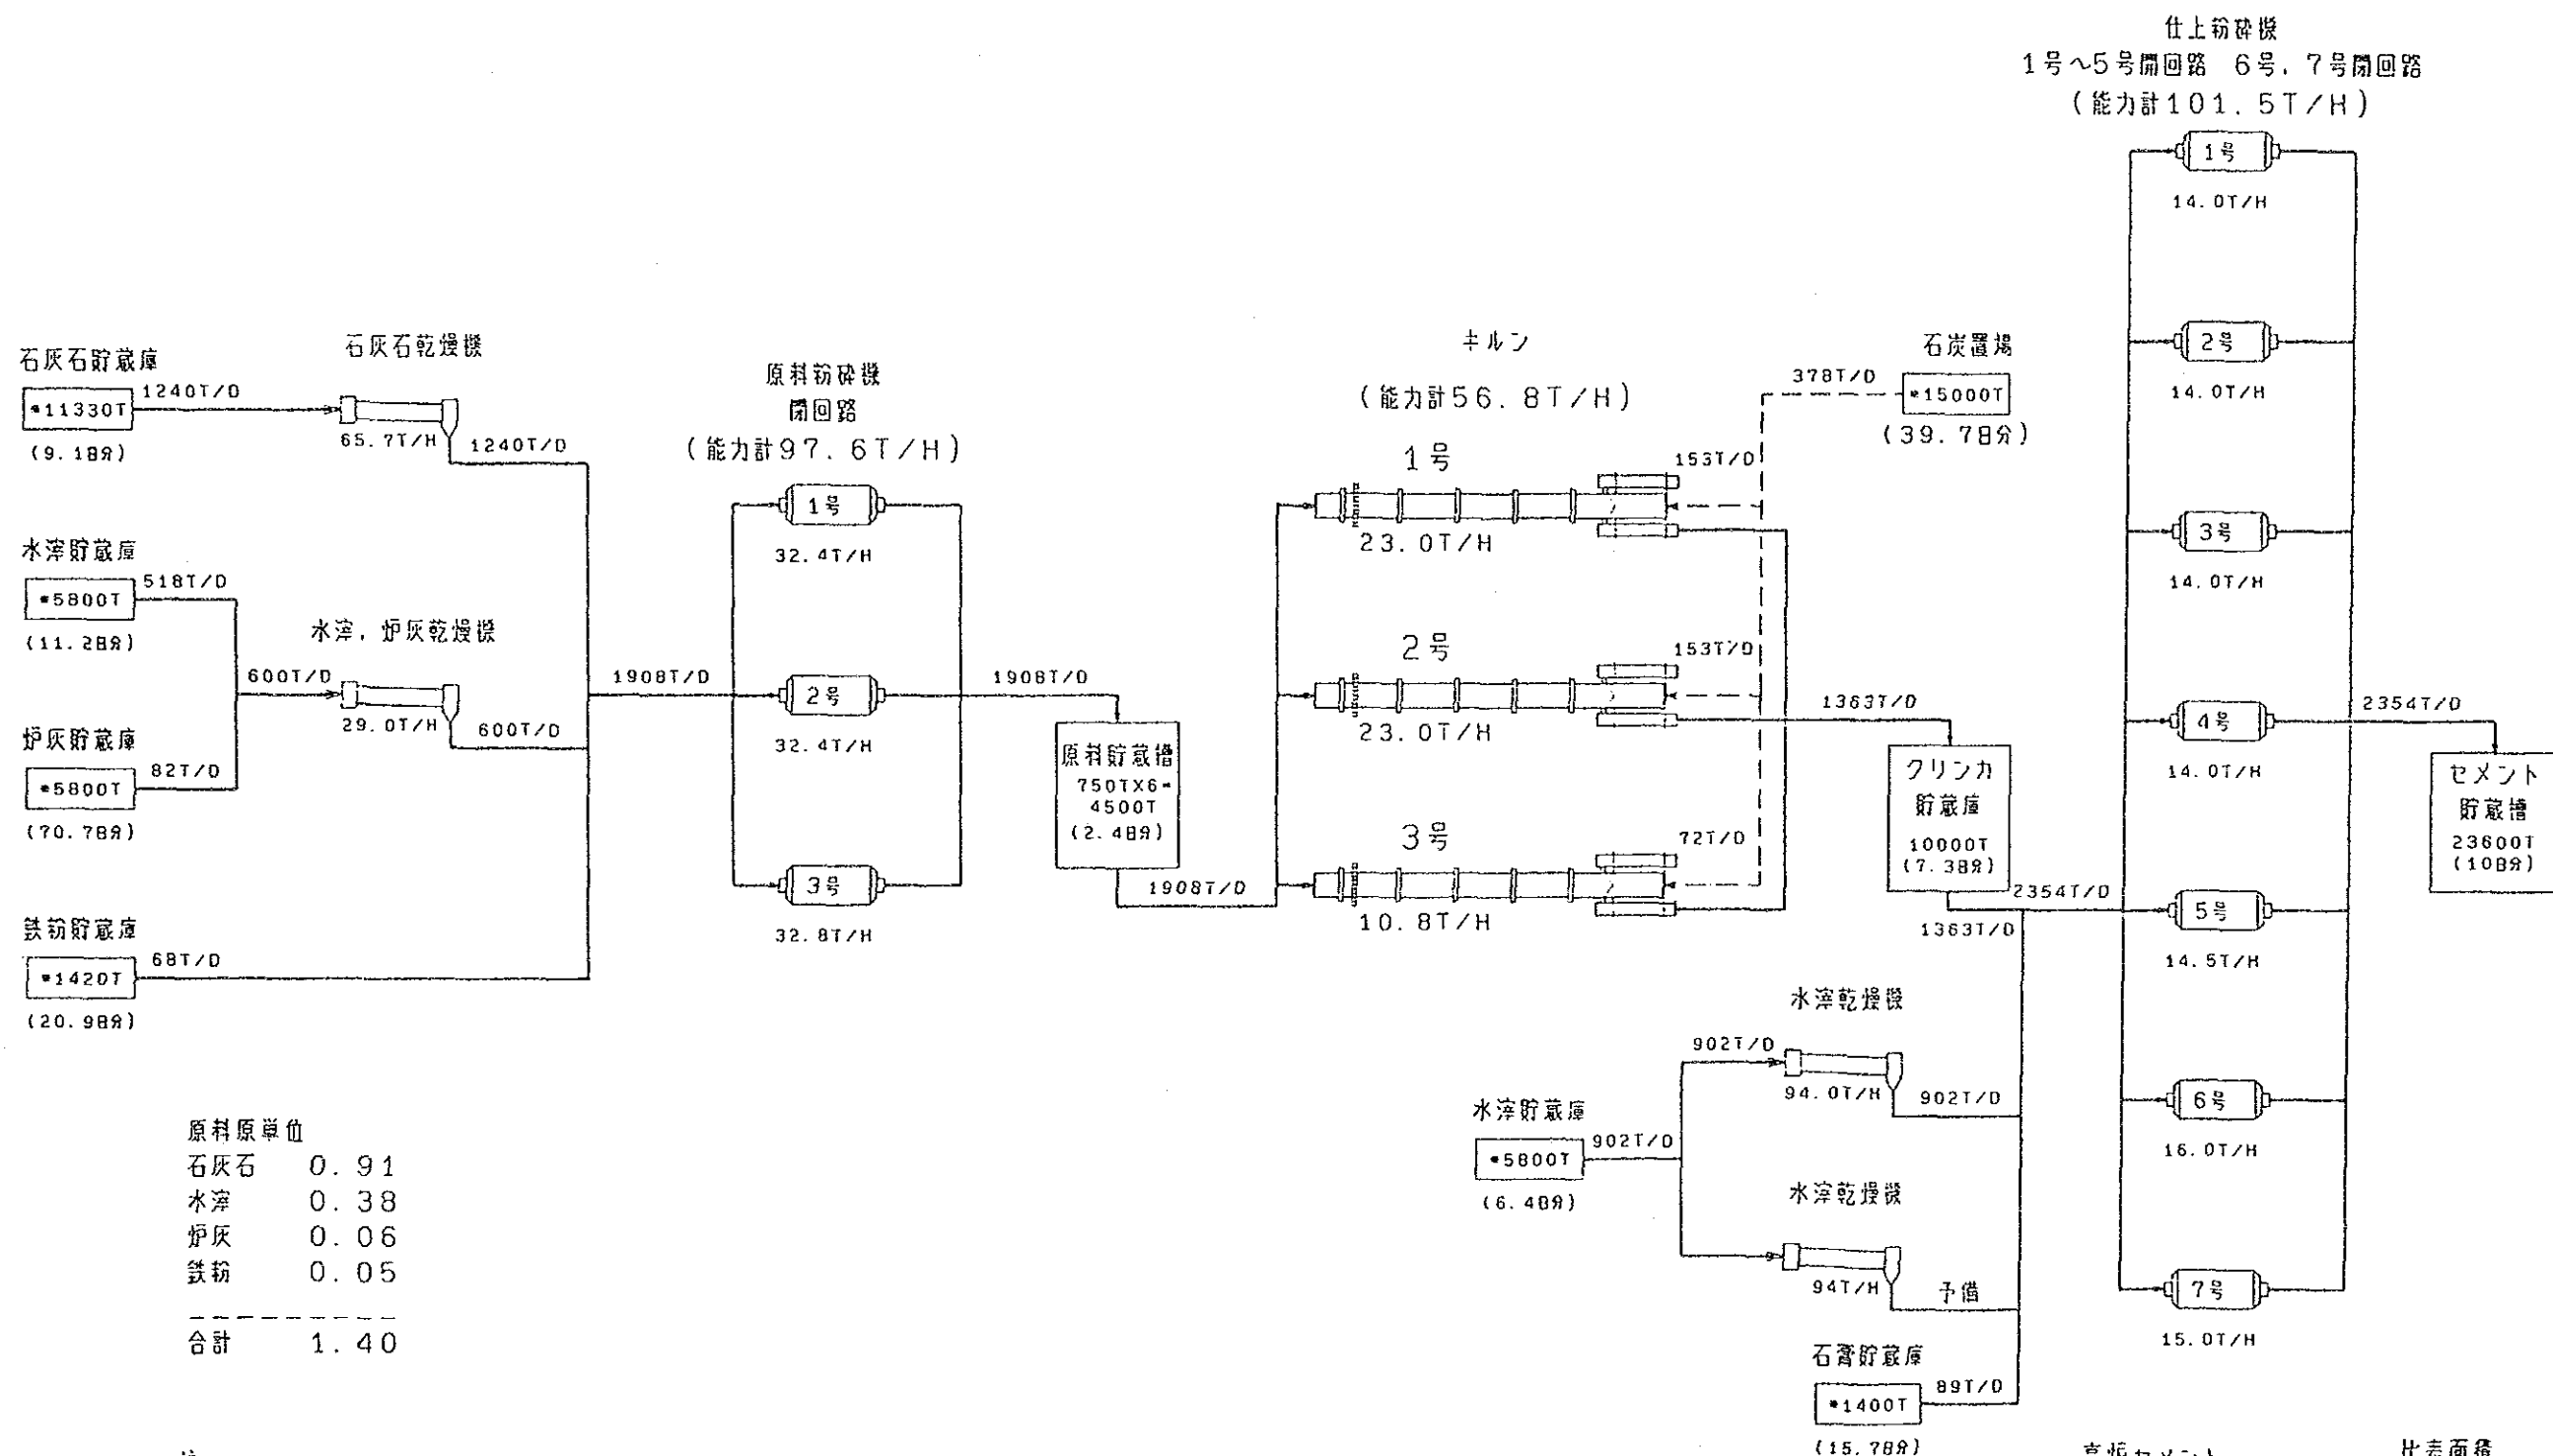 仕上粉砕機
1号~5号開回路 6号,7号閉回路
(能力計101.5T/H)
1号
14.0T/H
2号
14.0T/H
3号
14.0T/H
4号
14.0T/H
5号
14.5T/H
6号
16.0T/H
7号
15.0T/H
2354T/D
セメント
貯蔵槽
23600T
(10日分)
石灰石貯蔵庫
*11330T
(9.1日分)
1240T/D
石灰石乾燥機
65.7T/H
1240T/D
水滓貯蔵庫
*5800T
(11.2日分)
518T/D
水滓,炉灰乾燥機
600T/D
29.0T/H
600T/D
炉灰貯蔵庫
*5800T
(70.7日分)
82T/D
鉄粉貯蔵庫
*1420T
(20.9日分)
68T/D
1908T/D
原料粉砕機
閉回路
(能力計97.6T/H)
1号
32.4T/H
2号
32.4T/H
3号
32.8T/H
1908T/D
原料貯蔵槽
750TX6=
4500T
(2.4日分)
1908T/D
キルン
(能力計56.8T/H)
1号
23.0T/H
153T/D
2号
23.0T/H
153T/D
3号
10.8T/H
72T/D
石炭置場
378T/D
*15000T
(39.7日分)
1363T/D
クリンカ
貯蔵庫
10000T
(7.3日分)
2354T/D
1363T/D
水滓乾燥機
902T/D
94.0T/H
902T/D
水滓貯蔵庫
*5800T
(6.4日分)
902T/D
水滓乾燥機
94T/H
予備
石膏貯蔵庫
*1400T
89T/D
(15.7日分)
原料原単位
石灰石 0.91
水滓 0.38
炉灰 0.06
鉄粉 0.05
合計 1.40